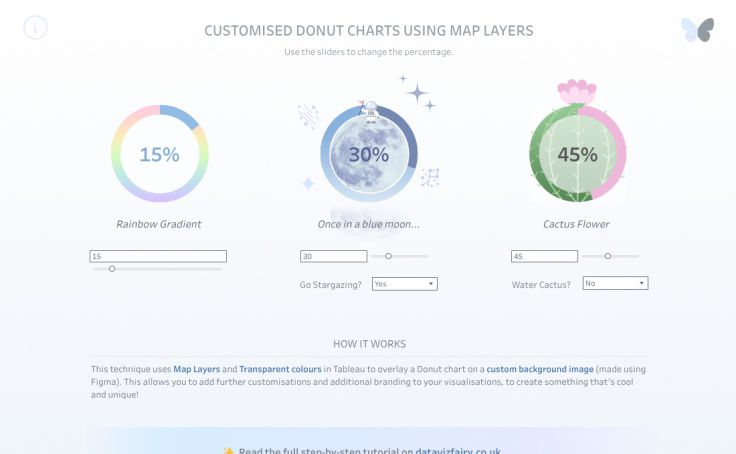 CUSTOMISED DONUT CHARTS USING MAP LAYERS
Use the sliders to change the percentage.
15%
30%
45%
Rainbow Gradient
Once in a blue moon...
Cactus Flower
15
30
45
Go Stargazing? Yes
Water Cactus? No
HOW IT WORKS
This technique uses Map Layers and Transparent colours in Tableau to overlay a Donut chart on a custom background image (made using
Figma). This allows you to add further customisations and additional branding to your visualisations, to create something that's cool
and unique!
✨ Read the full step-by-step tutorial on datavizfairy.co.uk